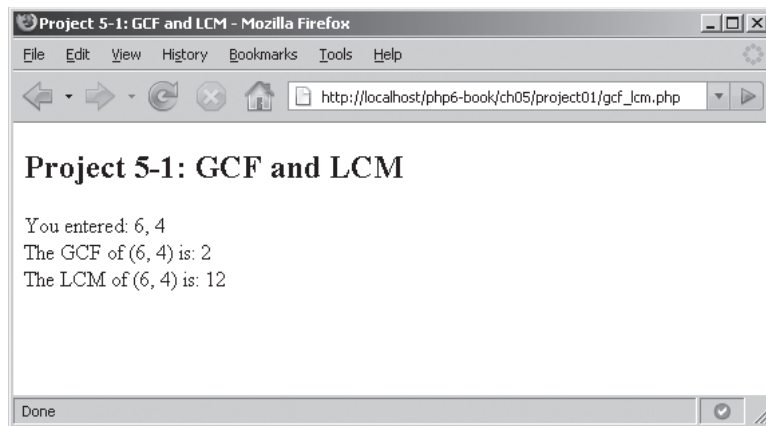 Project 5-1: GCF and LCM - Mozilla Firefox
File Edit View History Bookmarks Tools Help
http://localhost/php6-book/ch05/project01/gcf_lcm.php
Project 5-1: GCF and LCM
You entered: 6, 4
The GCF of (6, 4) is: 2
The LCM of (6, 4) is: 12
Done